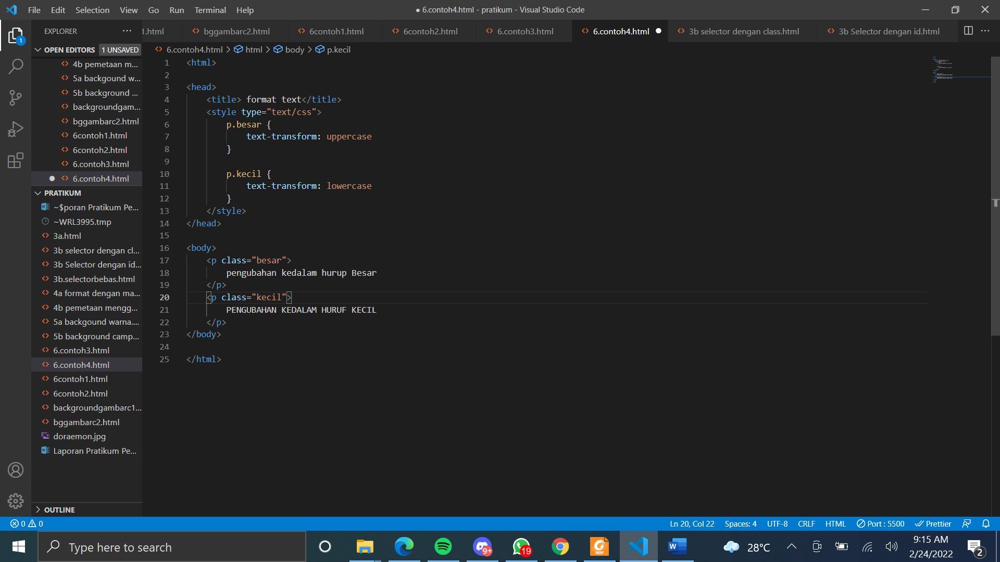 File Edit Selection View Go Run Terminal Help
● 6.contoh4.html - pratikum - Visual Studio Code
EXPLORER
1.html bggambarc2.html 6contoh1.html 6contoh2.html 6.contoh3.html 6.contoh4.html 3b selector dengan class.html 3b Selector dengan id.html
1
OPEN EDITORS 1 UNSAVED
4b pemetaan m...
5a backgound w...
5b background ...
backgroundgam...
bggambarc2.html
6contoh1.html
6contoh2.html
6.contoh3.html
6.contoh4.html
PRATIKUM
~$poran Pratikum Pe...
~WRL3995.tmp
3a.html
3b selector dengan cl...
3b Selector dengan id...
3b.selectorbebas.html
4a format dengan ma...
4b pemetaan mengg...
5a backgound warna....
5b background camp...
6.contoh3.html
6.contoh4.html
6contoh1.html
6contoh2.html
backgroundgambarc1...
bggambarc2.html
doraemon.jpg
Laporan Pratikum Pe...
OUTLINE
6.contoh4.html > html > body > p.kecil
1 <html>
2
3 <head>
4 <title> format text</title>
5 <style type="text/css">
6 p.besar {
7 text-transform: uppercase
8 }
9
10 p.kecil {
11 text-transform: lowercase
12 }
13 </style>
14 </head>
15
16 <body>
17 <p class="besar">
18 pengubahan kedalam hurup Besar
19 </p>
20 <p class="kecil">
21 PENGUBAHAN KEDALAM HURUF KECIL
22 </p>
23 </body>
24
25 </html>
0 0
Ln 20, Col 22 Spaces: 4 UTF-8 CRLF HTML Port : 5500 Prettier
Type here to search
9+
19
PDF
W
28°C
9:15 AM
2/24/2022
2